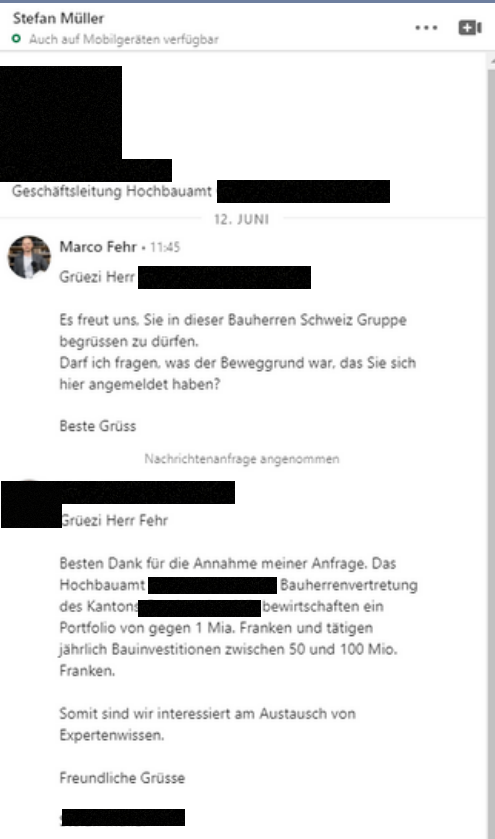 Stefan Müller
Auch auf Mobilgeräten verfügbar
Geschäftsleitung Hochbauamt
12. JUNI
Marco Fehr • 11:45
Grüezi Herr
Es freut uns, Sie in dieser Bauherren Schweiz Gruppe
begrüssen zu dürfen.
Darf ich fragen, was der Beweggrund war, das Sie sich
hier angemeldet haben?
Beste Grüss
Nachrichtenanfrage angenommen
Grüezi Herr Fehr
Besten Dank für die Annahme meiner Anfrage. Das
Hochbauamt Bauherrenvertretung
des Kantons bewirtschaften ein
Portfolio von gegen 1 Mia. Franken und tätigen
jährlich Bauinvestitionen zwischen 50 und 100 Mio.
Franken.
Somit sind wir interessiert am Austausch von
Expertenwissen.
Freundliche Grüsse